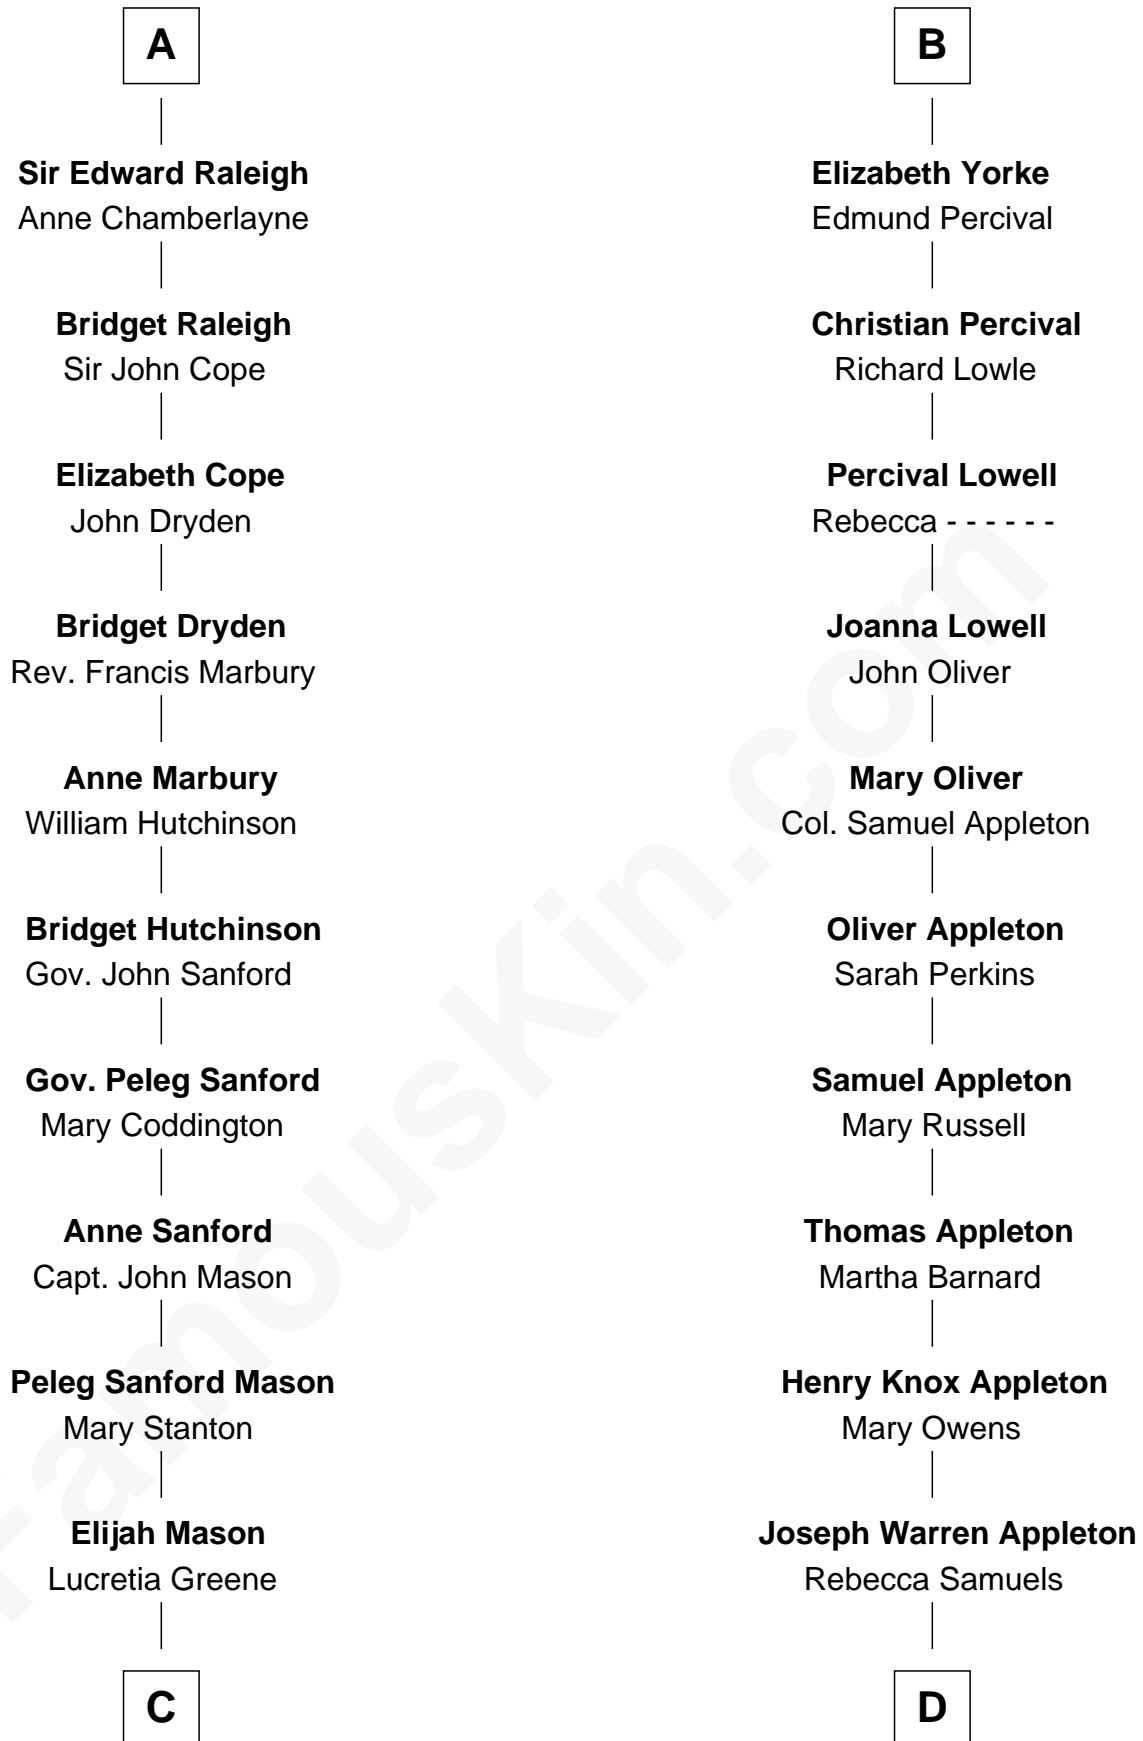 A
Sir Edward Raleigh
Anne Chamberlayne
Bridget Raleigh
Sir John Cope
Elizabeth Cope
John Dryden
Bridget Dryden
Rev. Francis Marbury
Anne Marbury
William Hutchinson
Bridget Hutchinson
Gov. John Sanford
Gov. Peleg Sanford
Mary Coddington
Anne Sanford
Capt. John Mason
Peleg Sanford Mason
Mary Stanton
Elijah Mason
Lucretia Greene
C
B
Elizabeth Yorke
Edmund Percival
Christian Percival
Richard Lowle
Percival Lowell
Rebecca - - - - - -
Joanna Lowell
John Oliver
Mary Oliver
Col. Samuel Appleton
Oliver Appleton
Sarah Perkins
Samuel Appleton
Mary Russell
Thomas Appleton
Martha Barnard
Henry Knox Appleton
Mary Owens
Joseph Warren Appleton
Rebecca Samuels
D
FamousKin.com